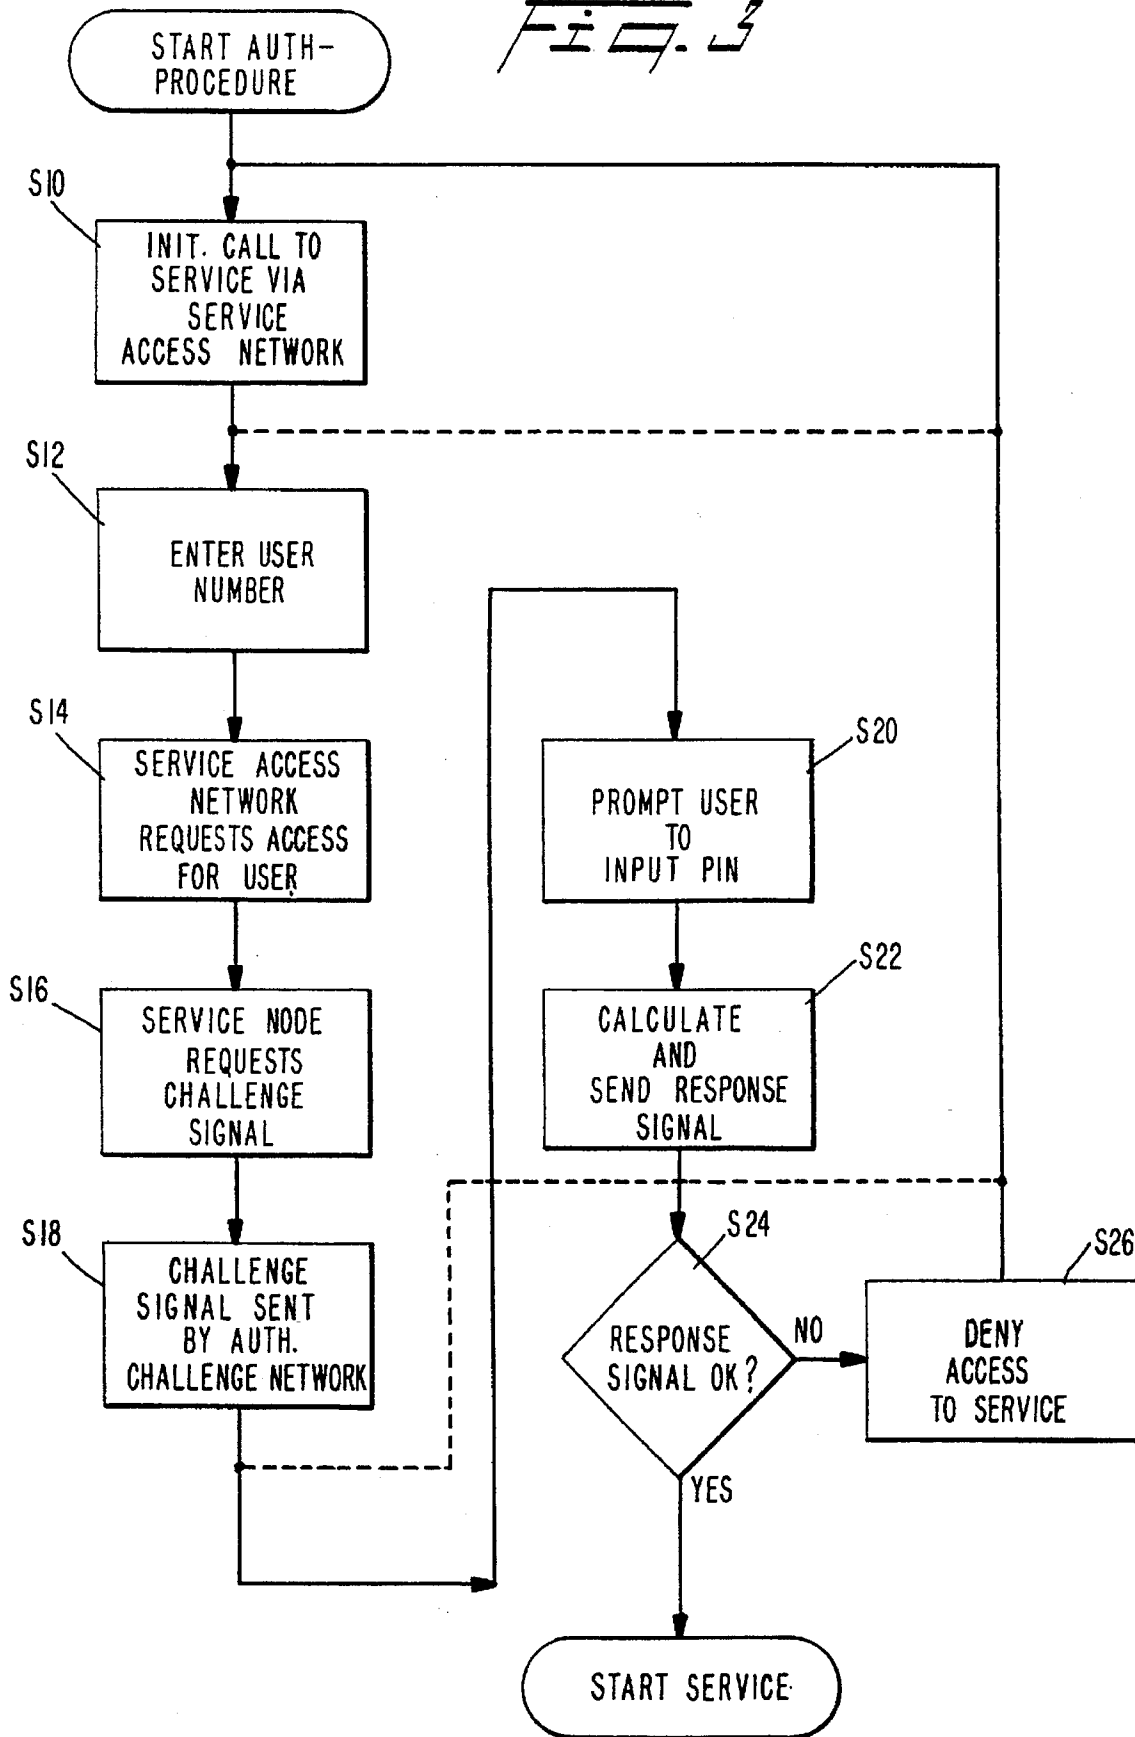 Fig. 3
START AUTH-
PROCEDURE
S10
INIT. CALL TO
SERVICE VIA
SERVICE
ACCESS NETWORK
S12
ENTER USER
NUMBER
S14
SERVICE ACCESS
NETWORK
REQUESTS ACCESS
FOR USER
S16
SERVICE NODE
REQUESTS
CHALLENGE
SIGNAL
S18
CHALLENGE
SIGNAL SENT
BY AUTH.
CHALLENGE NETWORK
S20
PROMPT USER
TO
INPUT PIN
S22
CALCULATE
AND
SEND RESPONSE
SIGNAL
S24
RESPONSE
SIGNAL OK?
NO
YES
S26
DENY
ACCESS
TO SERVICE
START SERVICE